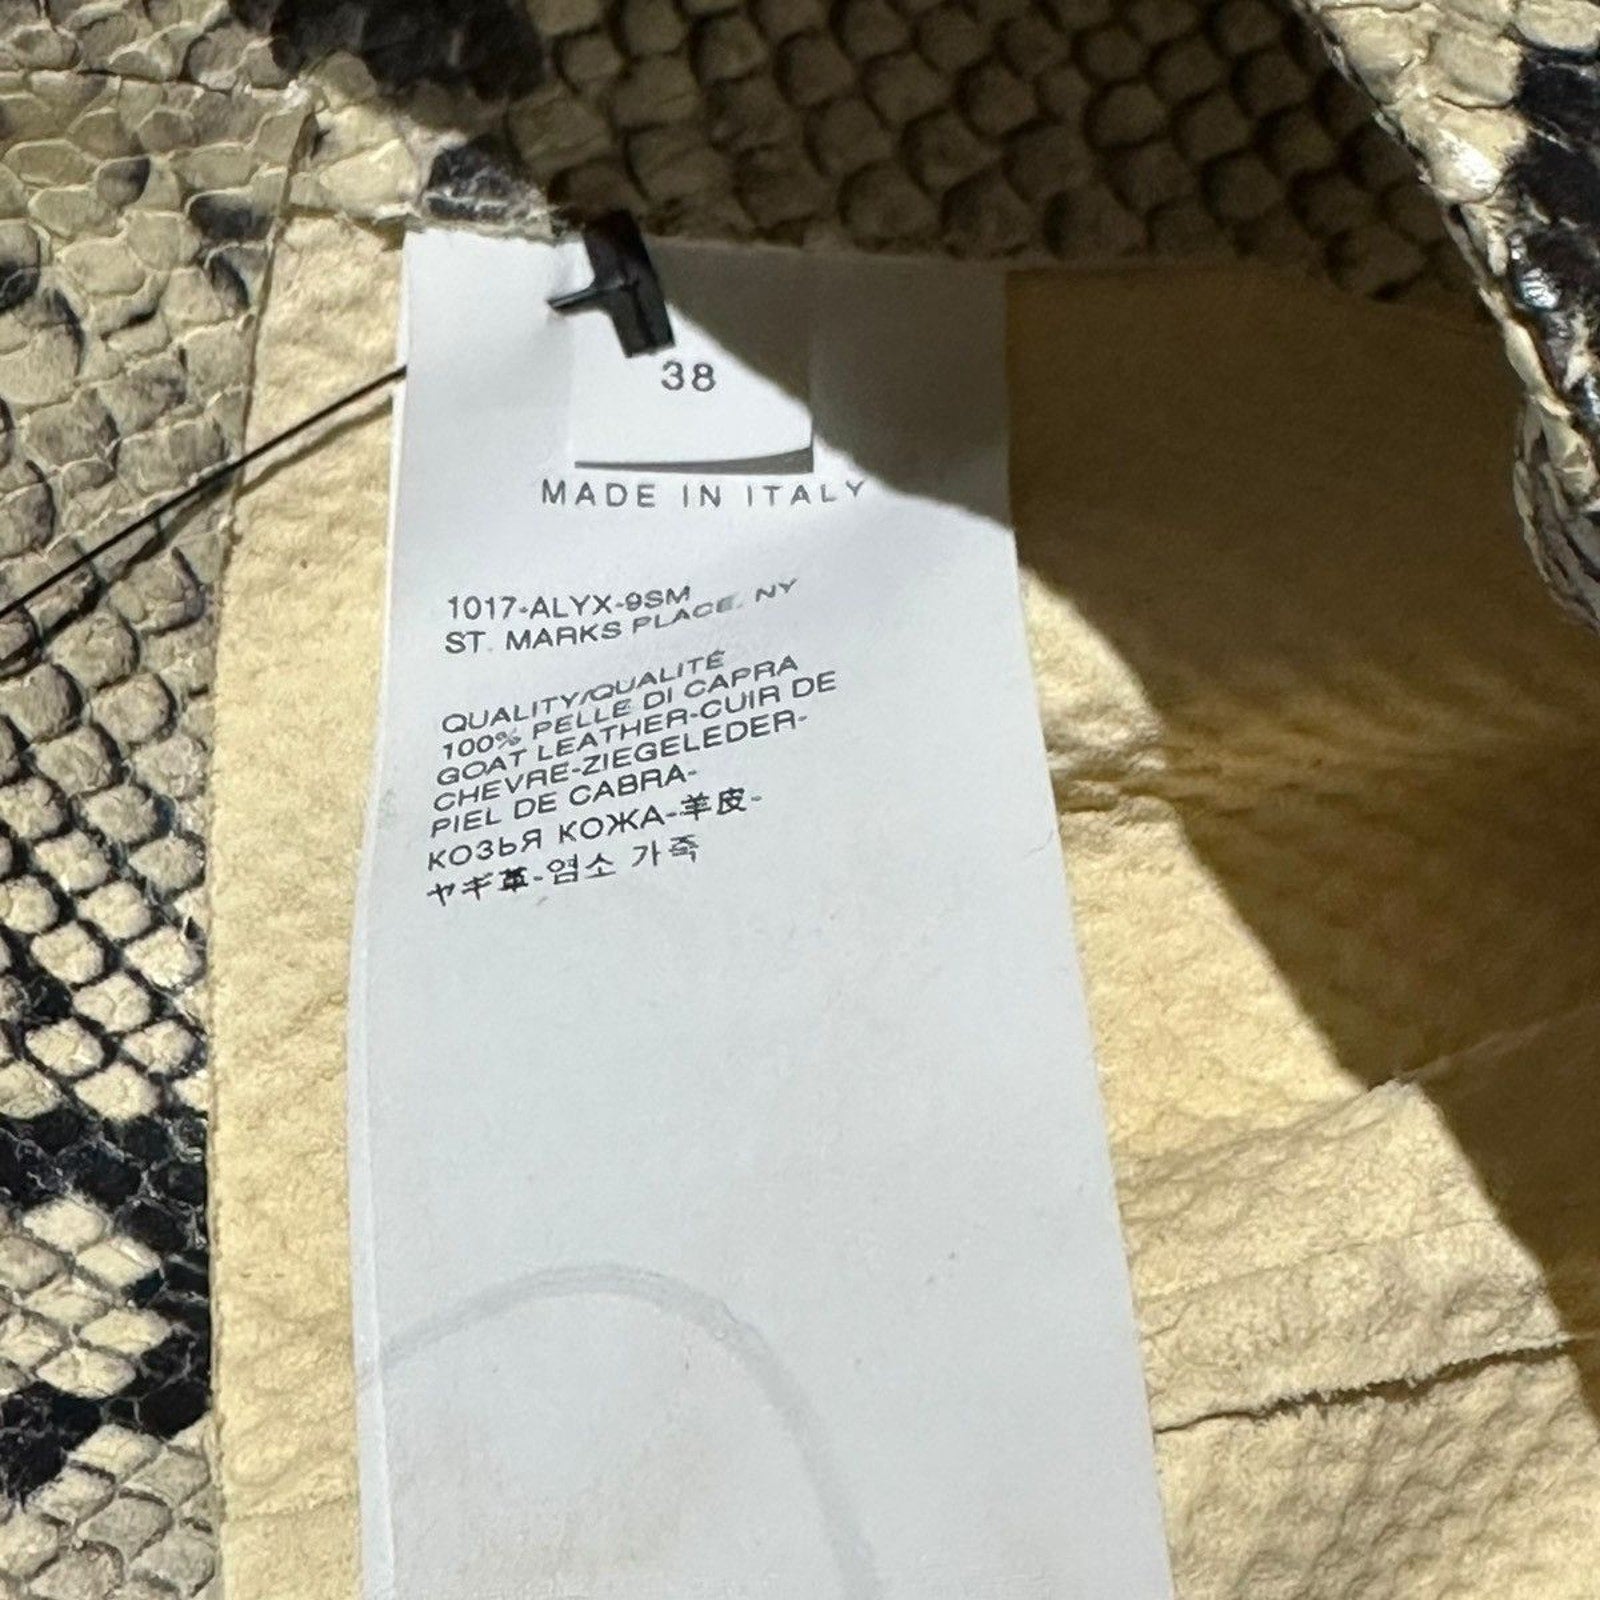 38
MADE IN ITALY
1017-ALYX-9SM
ST. MARKS PLACE. NY
QUALITY/QUALITÉ
100% PELLE DI CAPRA
GOAT LEATHER-CUIR DE
CHEVRE-ZIEGELEDER-
PIEL DE CABRA-
КОЗЬЯ КОЖА-羊皮-
ヤギ革-염소 가죽